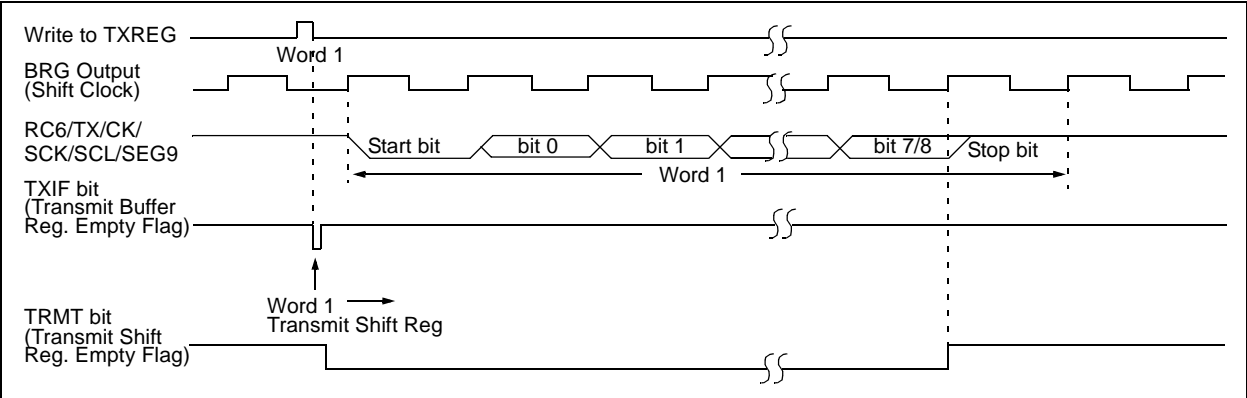 Write to TXREG
Word 1
BRG Output
(Shift Clock)
RC6/TX/CK/
SCK/SCL/SEG9
Start bit
bit 0
bit 1
bit 7/8
Stop bit
Word 1
TXIF bit
(Transmit Buffer
Reg. Empty Flag)
Word 1
Transmit Shift Reg
TRMT bit
(Transmit Shift
Reg. Empty Flag)